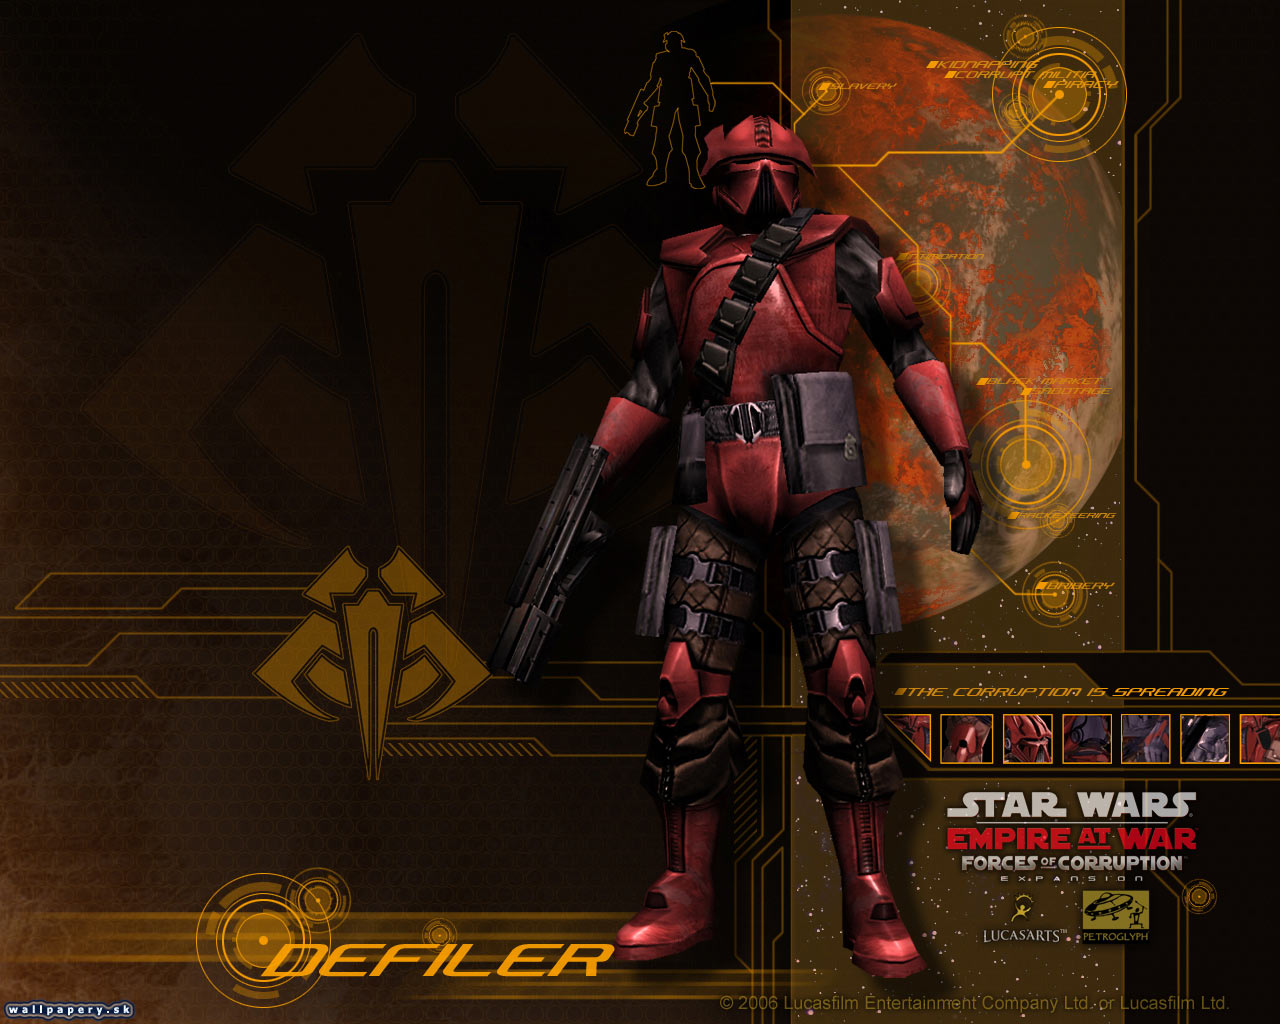 KIDNAPPING
CORRUPT MILITIA
PIRACY
SLAVERY
INTIMIDATION
BLACK MARKET
SABOTAGE
RACKETEERING
BRIBERY
THE CORRUPTION IS SPREADING
STAR WARS
EMPIRE AT WAR
FORCES OF CORRUPTION
EXPANSION
LUCASARTS™
PETROGLYPH
DEFILER
© 2006 Lucasfilm Entertainment Company Ltd. or Lucasfilm Ltd.
wallpapery.sk